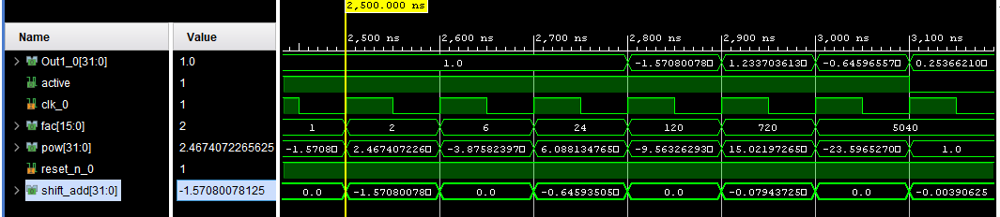 2,500.000 ns
Name Value 2,500 ns 2,600 ns 2,700 ns 2,800 ns 2,900 ns 3,000 ns 3,100 ns
Out1_0[31:0] 1.0 1.0 -1.57080078▯ 1.233703613▯ -0.64596557▯ 0.25366210▯
active 1
clk_0 1
fac[15:0] 2 1 2 6 24 120 720 5040
pow[31:0] 2.4674072265625 -1.5708▯ 2.467407226▯ -3.87582397▯ 6.088134765▯ -9.56326293▯ 15.02197265▯ -23.5965270▯ 1.0
reset_n_0 1
shift_add[31:0] -1.57080078125 0.0 -1.57080078▯ 0.0 -0.64593505▯ 0.0 -0.07943725▯ 0.0 -0.00390625